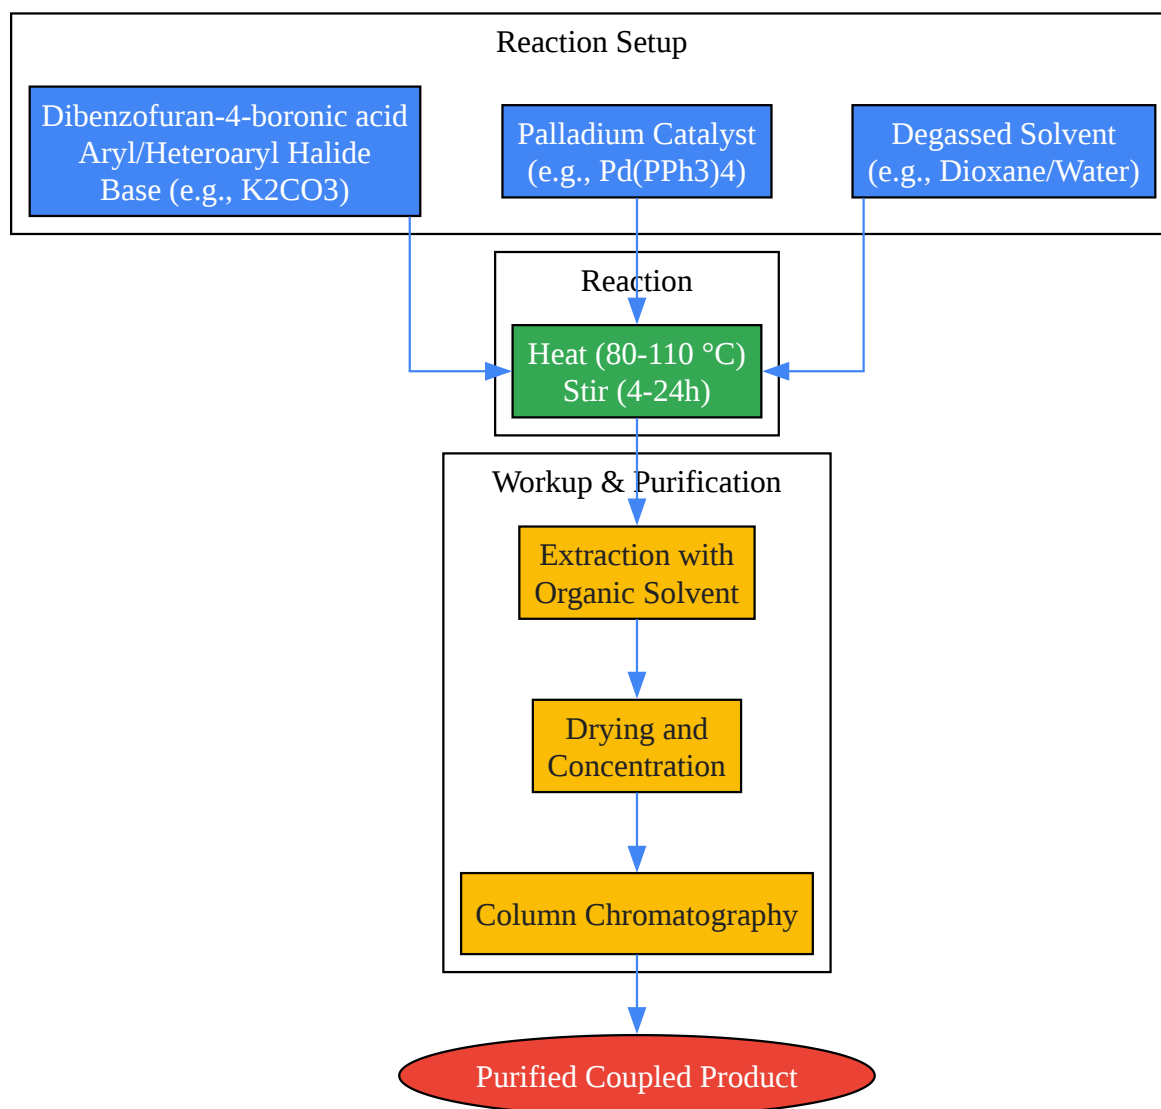 Reaction Setup
Dibenzofuran-4-boronic acid
Aryl/Heteroaryl Halide
Base (e.g., K2CO3)
Palladium Catalyst
(e.g., Pd(PPh3)4)
Degassed Solvent
(e.g., Dioxane/Water)
Reaction
Heat (80-110 °C)
Stir (4-24h)
Workup & Purification
Extraction with
Organic Solvent
Drying and
Concentration
Column Chromatography
Purified Coupled Product